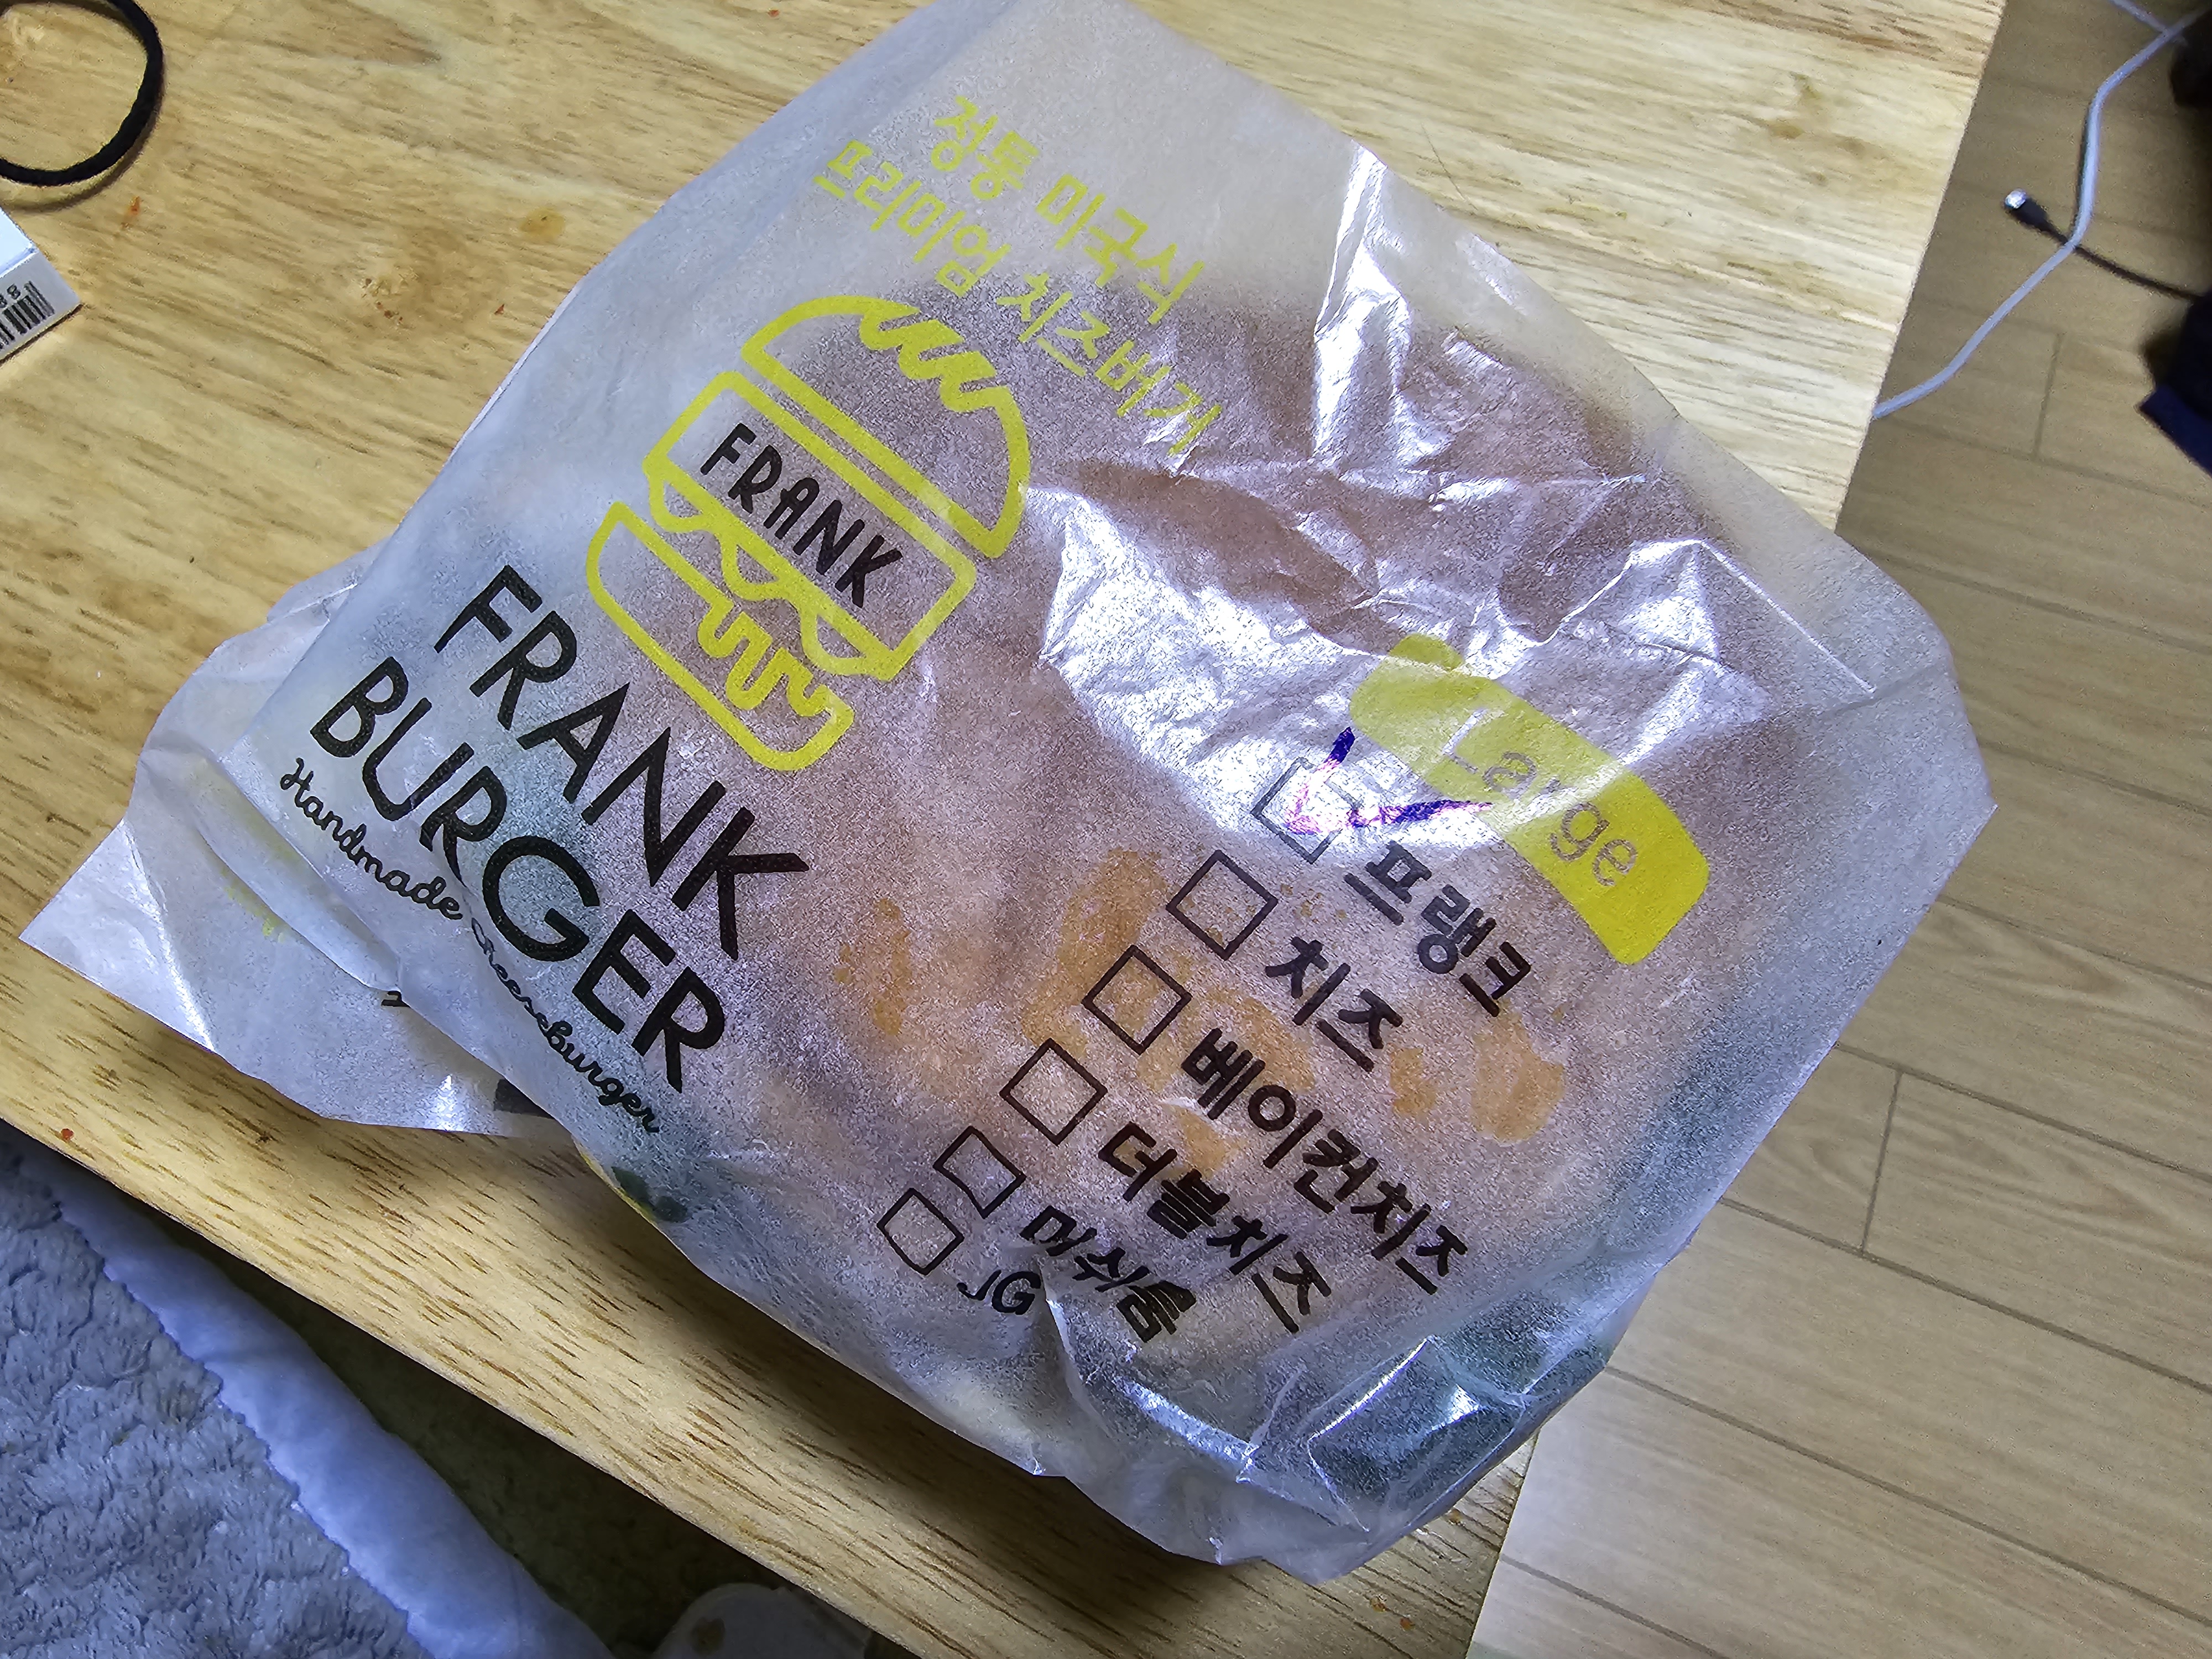 정통 미국식
프리미엄 치즈버거
FRANK
FRANK
BURGER
Handmade Cheeseburger
Large
프랭크
치즈
베이컨치즈
더블치즈
머쉬룸
JG